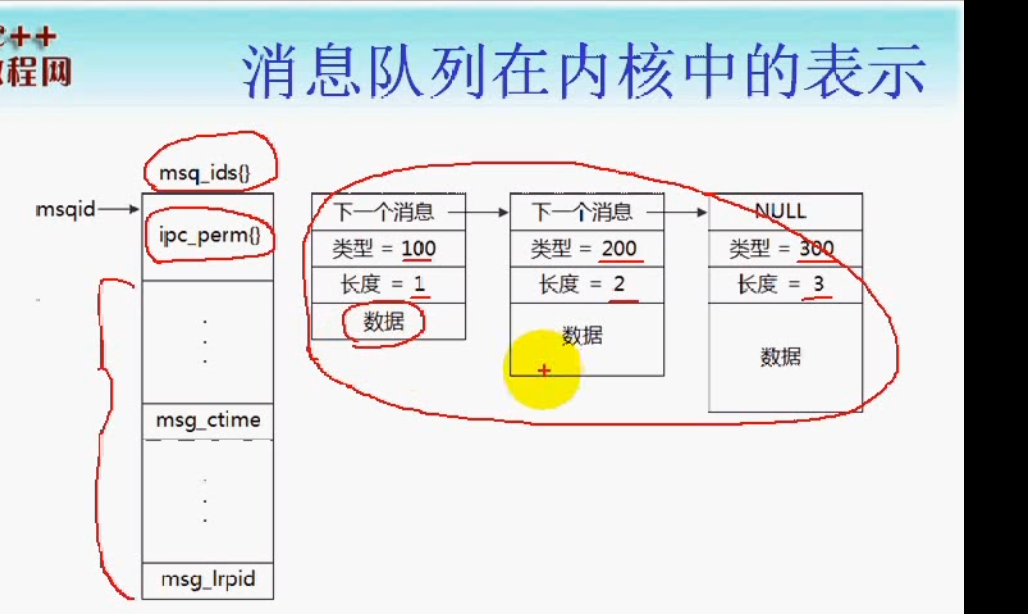 C++
教程网
消息队列在内核中的表示
msq_ids{}
msqid
ipc_perm{}
msg_ctime
msg_lrpid
下一个消息
类型 = 100
长度 = 1
数据
下一个消息
类型 = 200
长度 = 2
数据
NULL
类型 = 300
长度 = 3
数据